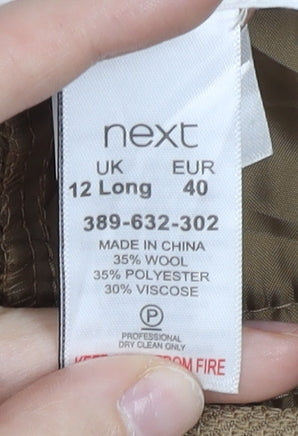 next
UK EUR
12 Long 40
389-632-302
MADE IN CHINA
35% WOOL
35% POLYESTER
30% VISCOSE
P
PROFESSIONAL
DRY CLEAN ONLY
FROM FIRE